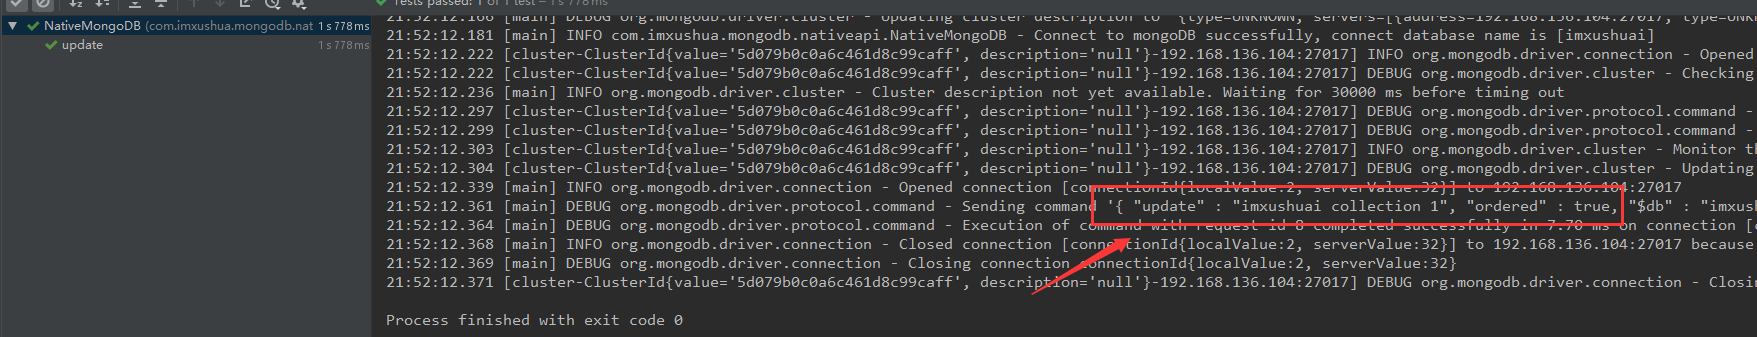 Tests passed: 1 of 1 test – 1 s 778 ms
NativeMongoDB (com.imxushua.mongodb.nat 1 s 778 ms
update 1 s 778 ms
21:52:12.166 [main] DEBUG org.mongodb.driver.cluster - Updating cluster description to {type=UNKNOWN, servers=[{address=192.168.136.104:27017, type=UNKN
21:52:12.181 [main] INFO com.imxushua.mongodb.nativeapi.NativeMongoDB - Connect to mongoDB successfully, connect database name is [imxushuai]
21:52:12.222 [cluster-ClusterId{value='5d079b0c0a6c461d8c99caff', description='null'}-192.168.136.104:27017] INFO org.mongodb.driver.connection - Opened
21:52:12.222 [cluster-ClusterId{value='5d079b0c0a6c461d8c99caff', description='null'}-192.168.136.104:27017] DEBUG org.mongodb.driver.cluster - Checking
21:52:12.236 [main] INFO org.mongodb.driver.cluster - Cluster description not yet available. Waiting for 30000 ms before timing out
21:52:12.297 [cluster-ClusterId{value='5d079b0c0a6c461d8c99caff', description='null'}-192.168.136.104:27017] DEBUG org.mongodb.driver.protocol.command -
21:52:12.299 [cluster-ClusterId{value='5d079b0c0a6c461d8c99caff', description='null'}-192.168.136.104:27017] DEBUG org.mongodb.driver.protocol.command -
21:52:12.303 [cluster-ClusterId{value='5d079b0c0a6c461d8c99caff', description='null'}-192.168.136.104:27017] INFO org.mongodb.driver.cluster - Monitor th
21:52:12.304 [cluster-ClusterId{value='5d079b0c0a6c461d8c99caff', description='null'}-192.168.136.104:27017] DEBUG org.mongodb.driver.cluster - Updating
21:52:12.339 [main] INFO org.mongodb.driver.connection - Opened connection [connectionId{localValue:2, serverValue:32}] to 192.168.136.104:27017
21:52:12.361 [main] DEBUG org.mongodb.driver.protocol.command - Sending command '{ "update" : "imxushuai collection 1", "ordered" : true, "$db" : "imxus
21:52:12.364 [main] DEBUG org.mongodb.driver.protocol.command - Execution of command with request id 8 completed successfully in 7.70 ms on connection [c
21:52:12.368 [main] INFO org.mongodb.driver.connection - Closed connection [connectionId{localValue:2, serverValue:32}] to 192.168.136.104:27017 because
21:52:12.369 [main] DEBUG org.mongodb.driver.connection - Closing connection connectionId{localValue:2, serverValue:32}
21:52:12.371 [cluster-ClusterId{value='5d079b0c0a6c461d8c99caff', description='null'}-192.168.136.104:27017] DEBUG org.mongodb.driver.connection - Closin
Process finished with exit code 0